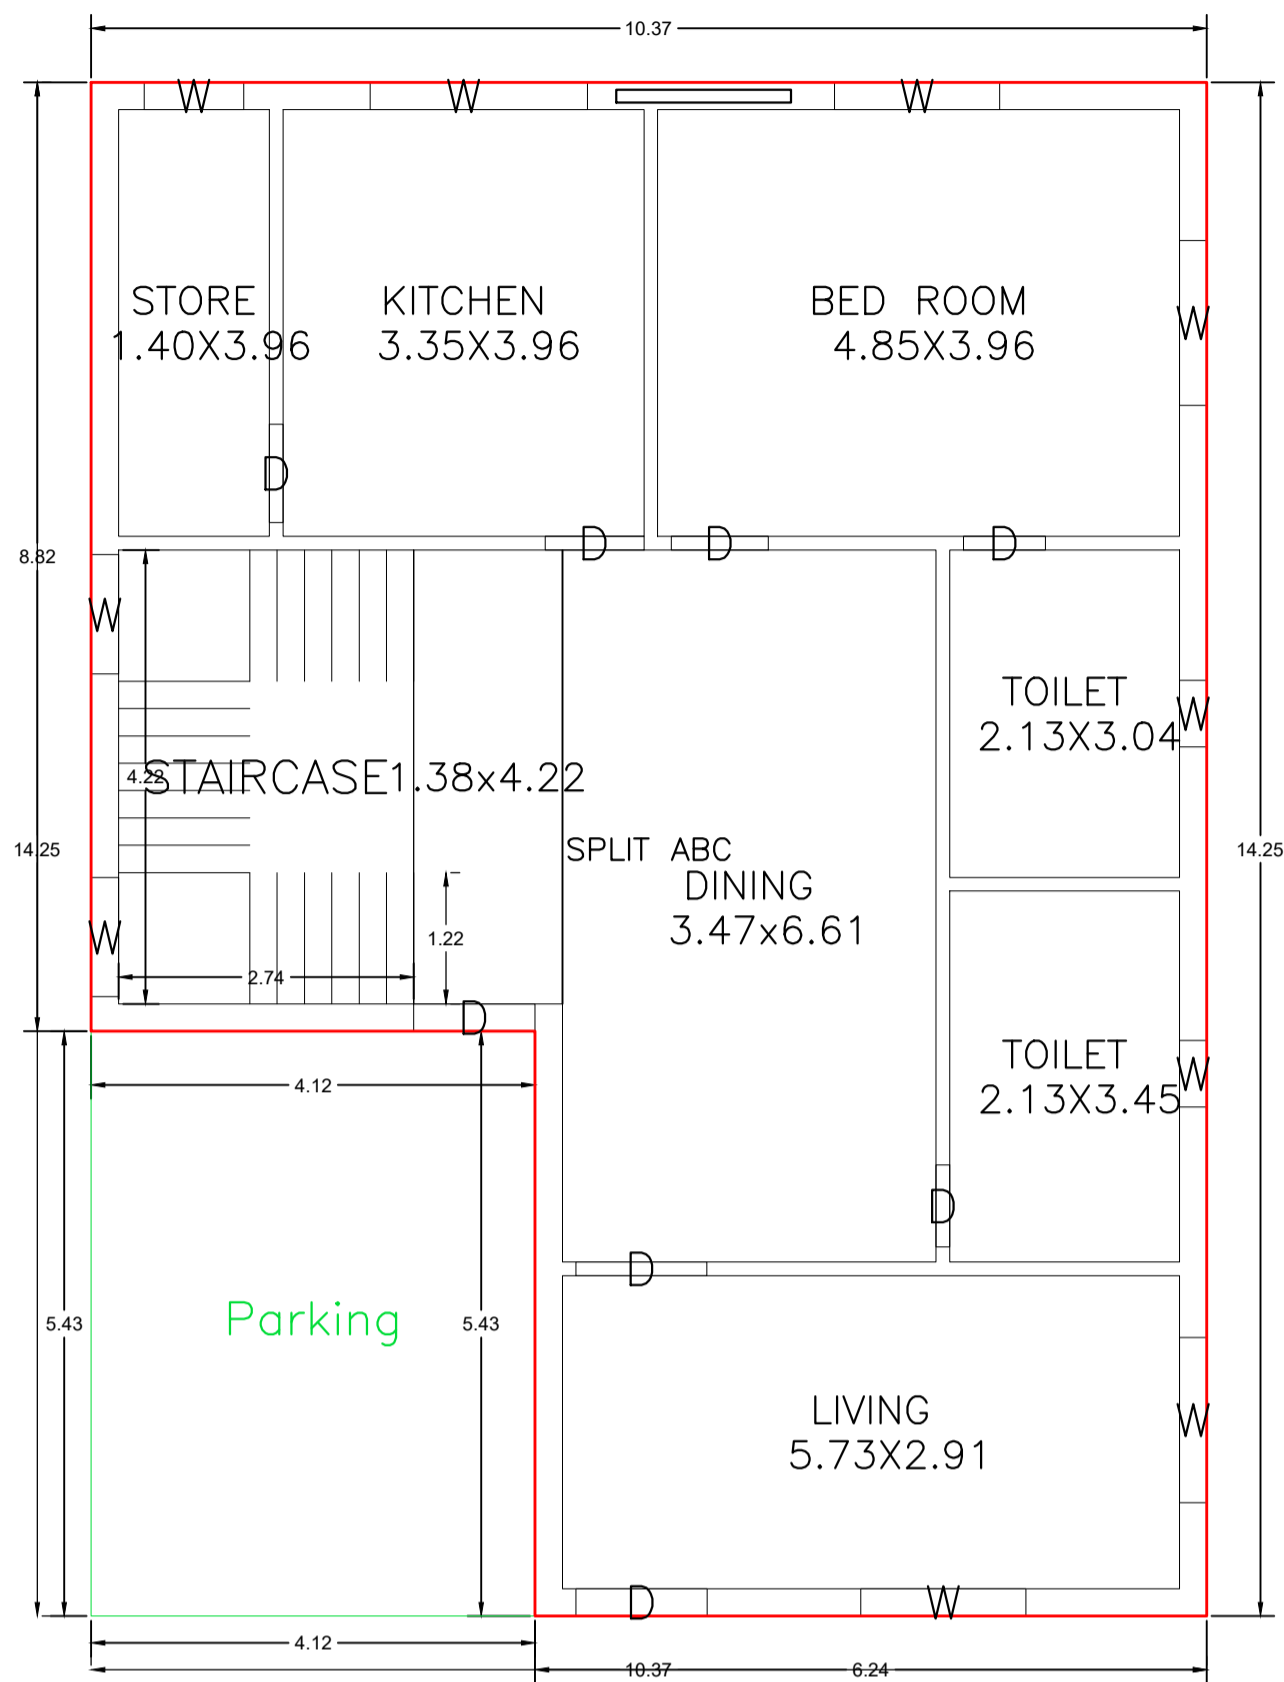 10.37
W
W
W
STORE
1.40X3.96
KITCHEN
3.35X3.96
BED ROOM
4.85X3.96
W
D
D
D
D
8.82
W
TOILET
2.13X3.04
W
4.22
STAIRCASE1.38x4.22
SPLIT ABC
DINING
3.47x6.61
14.25
14.25
W
1.22
2.74
D
TOILET
2.13X3.45
W
4.12
D
D
5.43
Parking
5.43
LIVING
5.73X2.91
W
D
W
4.12
10.37
6.24